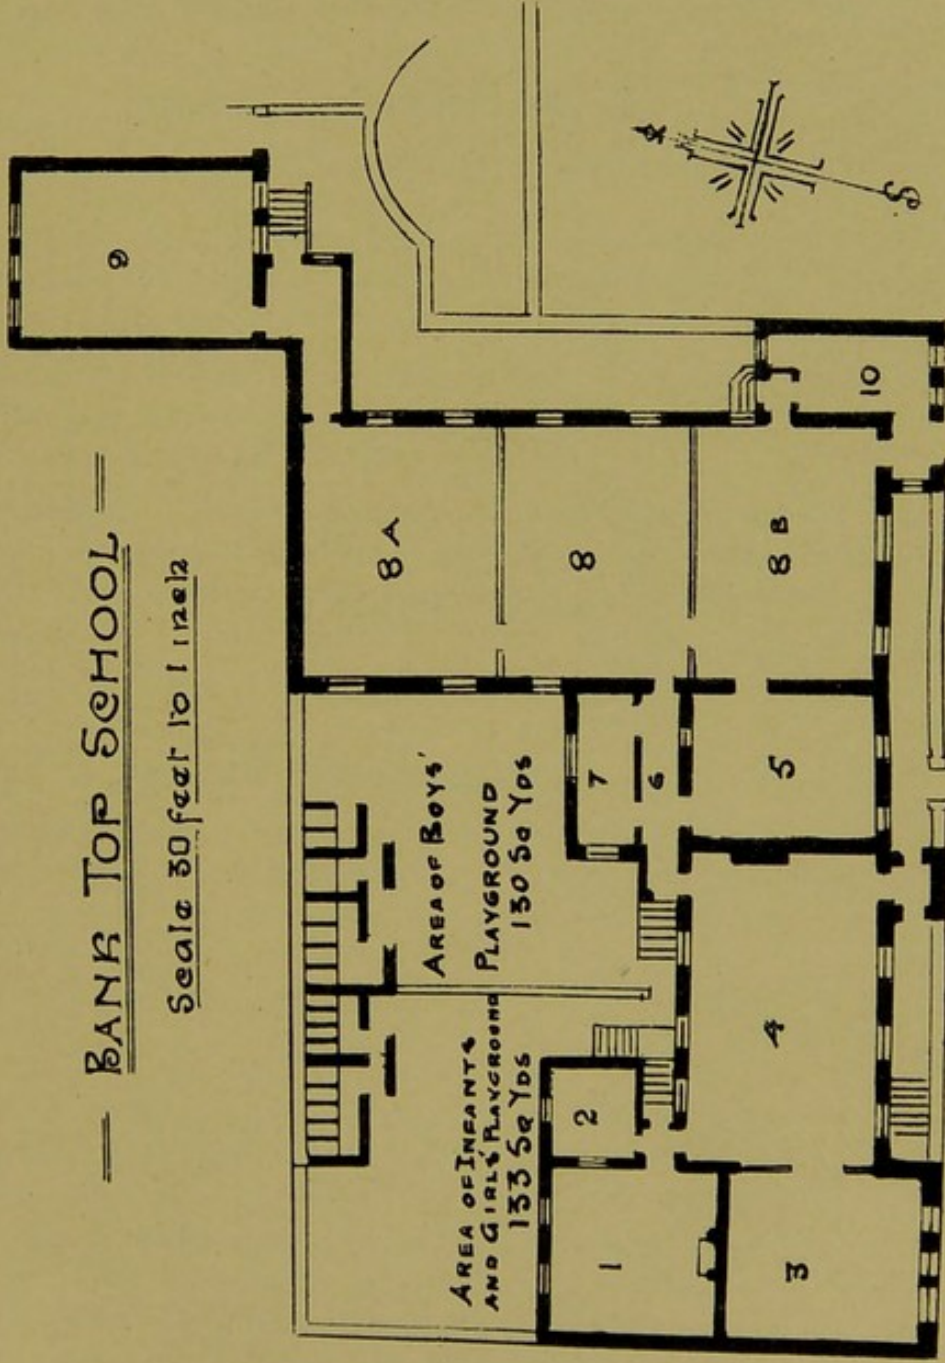 BANK TOP SCHOOL
Scale 30 feet to 1 inch
9
8A
8
8B
10
7
6
5
AREA OF BOYS'
PLAYGROUND
130 Sq YDS
AREA OF INFANTS
AND GIRLS' PLAYGROUND
133 Sq YDS
2
4
1
3
N
S